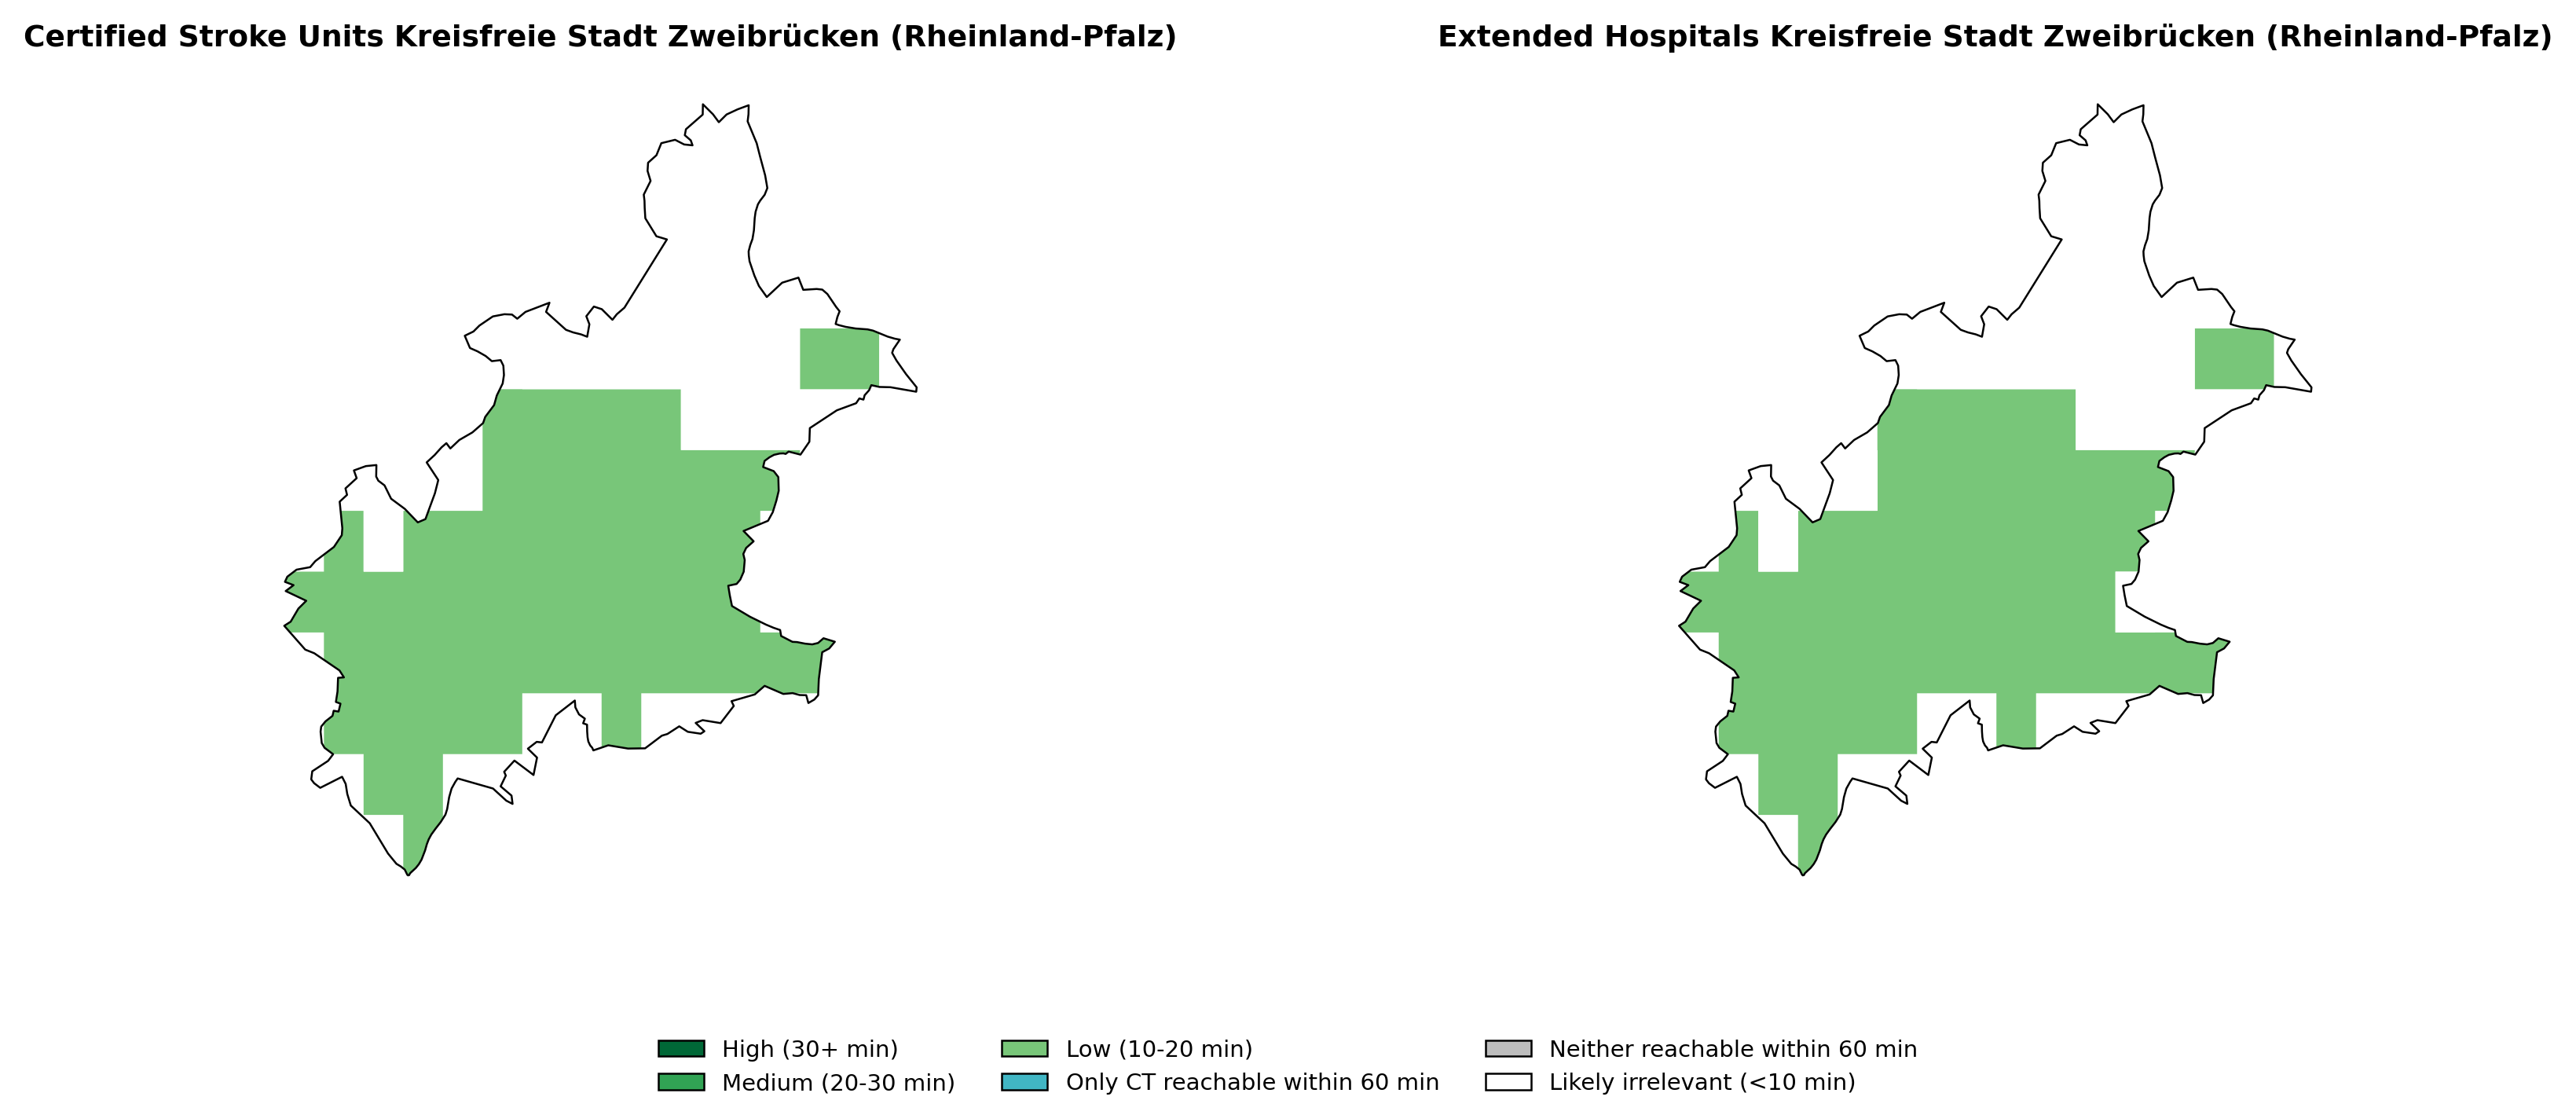 Certified Stroke Units Kreisfreie Stadt Zweibrücken (Rheinland-Pfalz)
Extended Hospitals Kreisfreie Stadt Zweibrücken (Rheinland-Pfalz)
High (30+ min)
Medium (20-30 min)
Low (10-20 min)
Only CT reachable within 60 min
Neither reachable within 60 min
Likely irrelevant (<10 min)